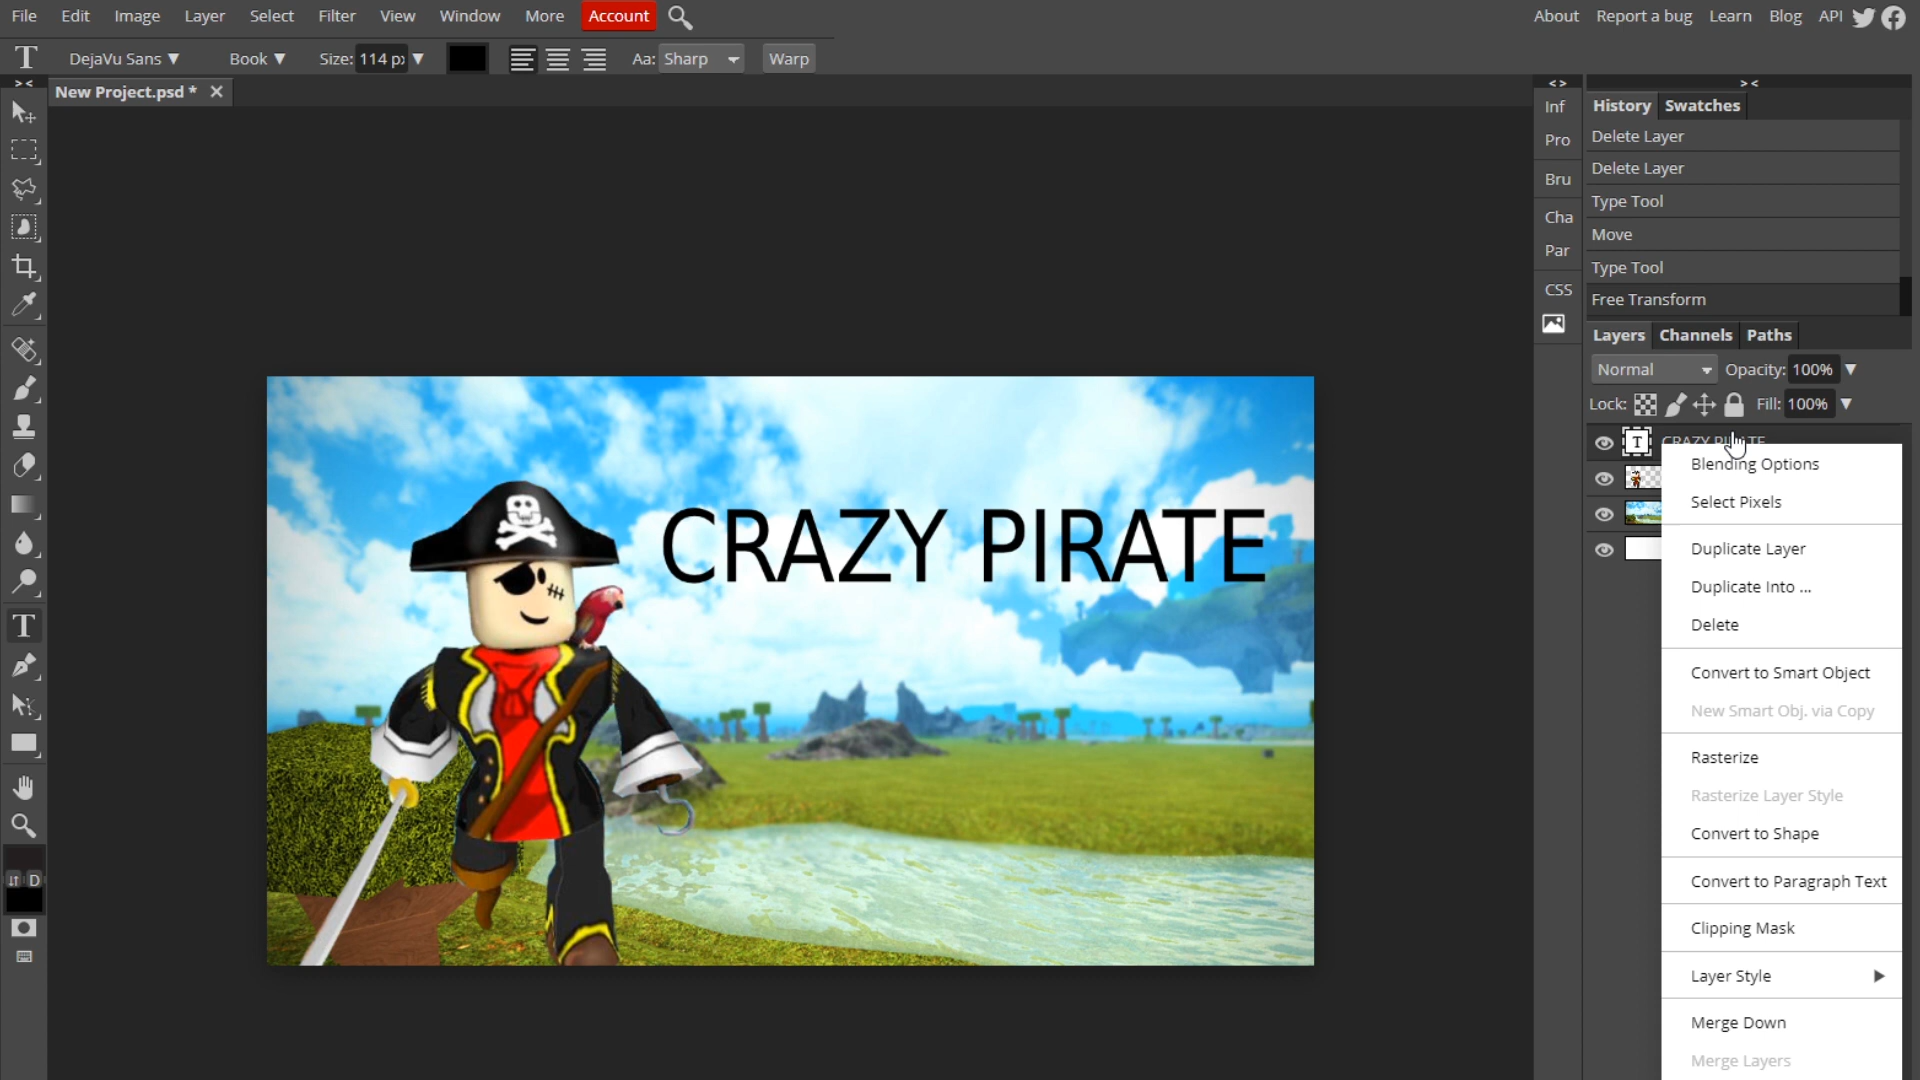 File Edit Image Layer Select Filter View Window More Account About Report a bug Learn Blog API
T DejaVu Sans ▼ Book ▼ Size: 114 px ▼ Aa: Sharp Warp
> < < > > <
New Project.psd * ✕
Inf
Pro
Bru
Cha
Par
CSS
History Swatches
Delete Layer
Delete Layer
Type Tool
Move
Type Tool
Free Transform
Layers Channels Paths
Normal Opacity: 100% ▼
Lock: Fill: 100% ▼
T CRAZY PIRATE
Blending Options
Select Pixels
Duplicate Layer
Duplicate Into ...
Delete
Convert to Smart Object
New Smart Obj. via Copy
Rasterize
Rasterize Layer Style
Convert to Shape
Convert to Paragraph Text
Clipping Mask
Layer Style
Merge Down
Merge Layers
CRAZY PIRATE
T
D